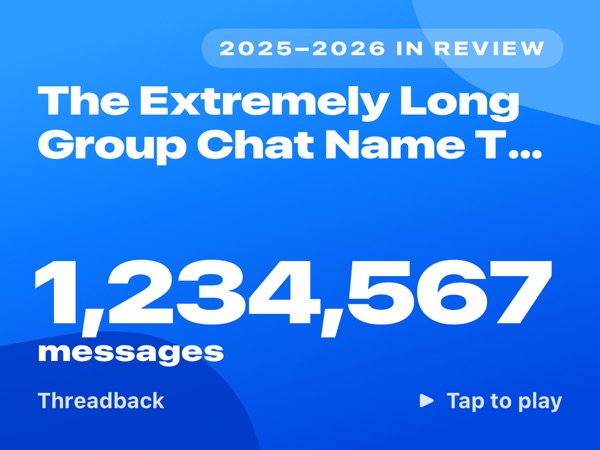 2025–2026 IN REVIEW
The Extremely Long
Group Chat Name T...
1,234,567
messages
Threadback
Tap to play